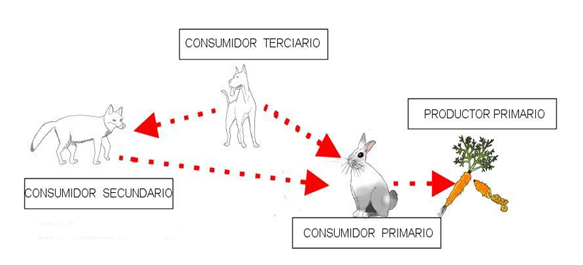 CONSUMIDOR TERCIARIO
PRODUCTOR PRIMARIO
CONSUMIDOR SECUNDARIO
CONSUMIDOR PRIMARIO